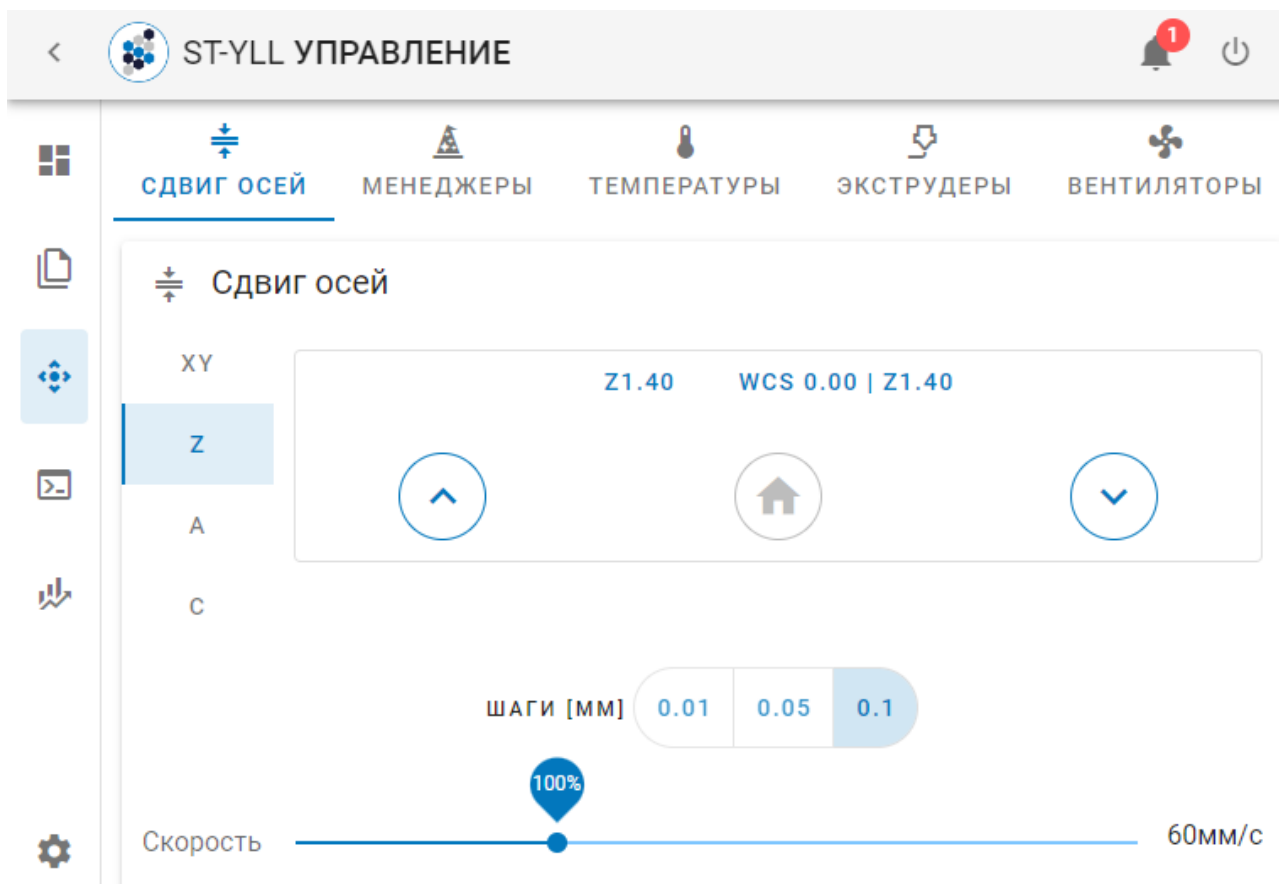 ST-YLL УПРАВЛЕНИЕ 1
СДВИГ ОСЕЙ МЕНЕДЖЕРЫ ТЕМПЕРАТУРЫ ЭКСТРУДЕРЫ ВЕНТИЛЯТОРЫ
Сдвиг осей
XY
Z1.40 WCS 0.00 | Z1.40
Z
A
C
ШАГИ [ММ] 0.01 0.05 0.1
100%
Скорость 60мм/с